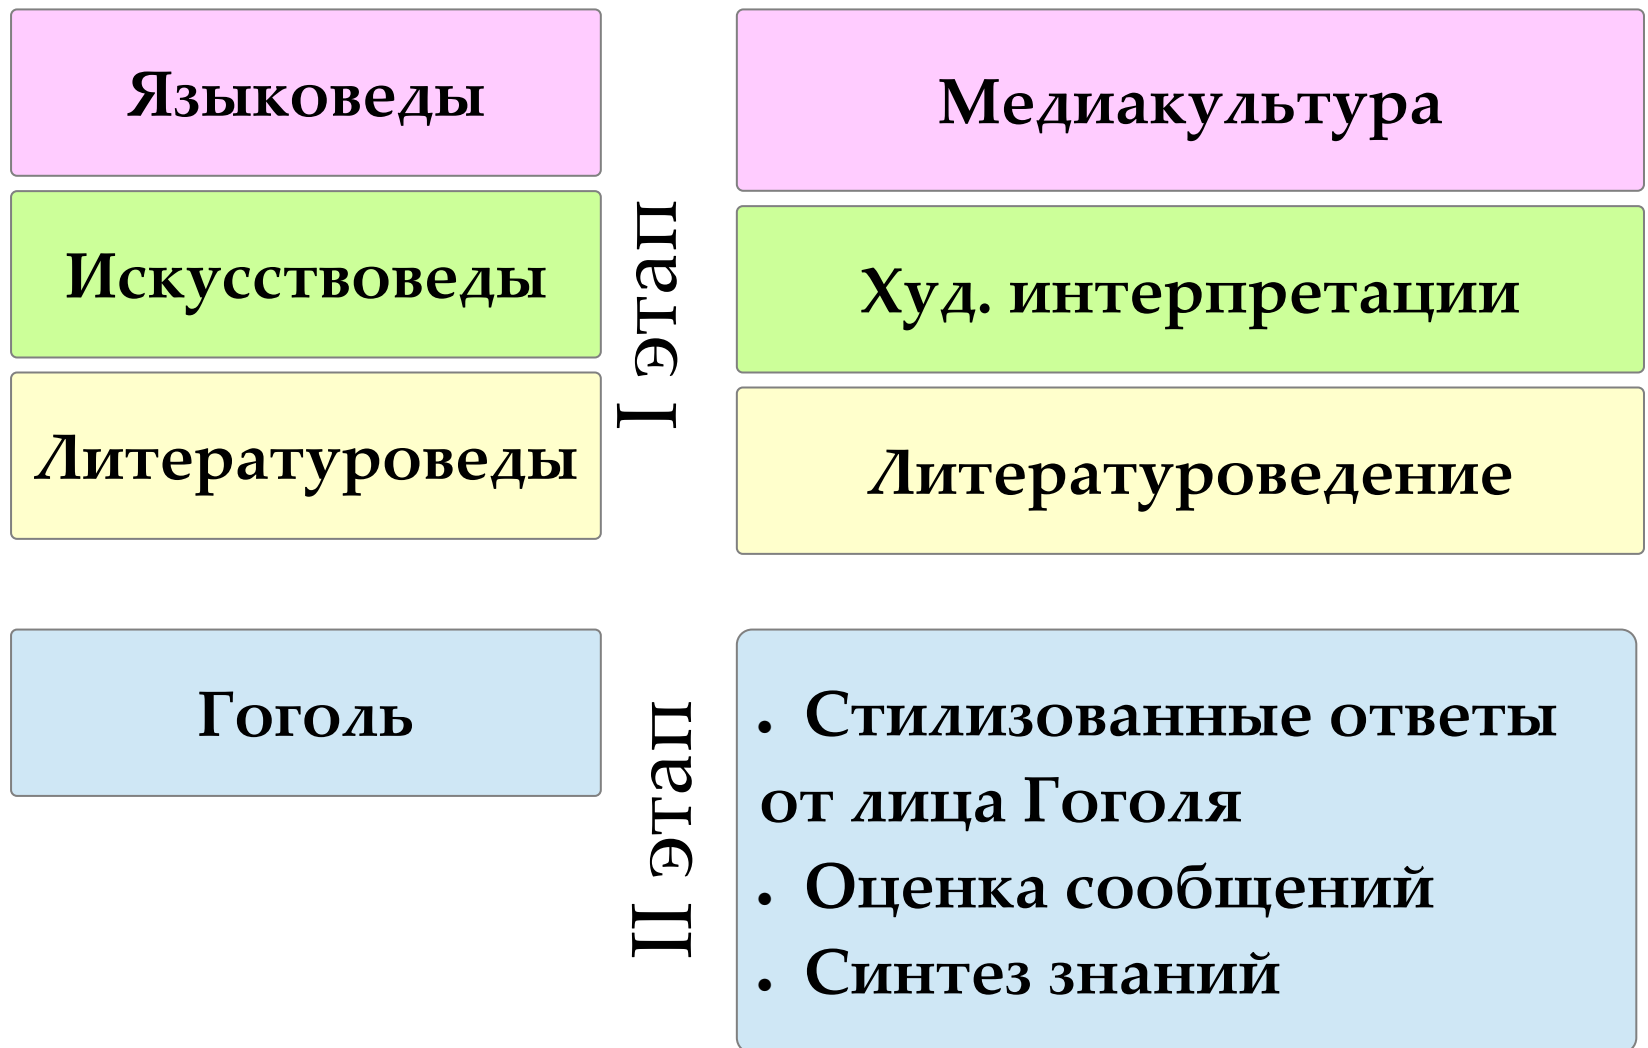 Языковеды
Искусствоведы
Литературоведы
I этап
Медиакультура
Худ. интерпретации
Литературоведение
Гоголь
II этап
• Стилизованные ответы
от лица Гоголя
• Оценка сообщений
• Синтез знаний